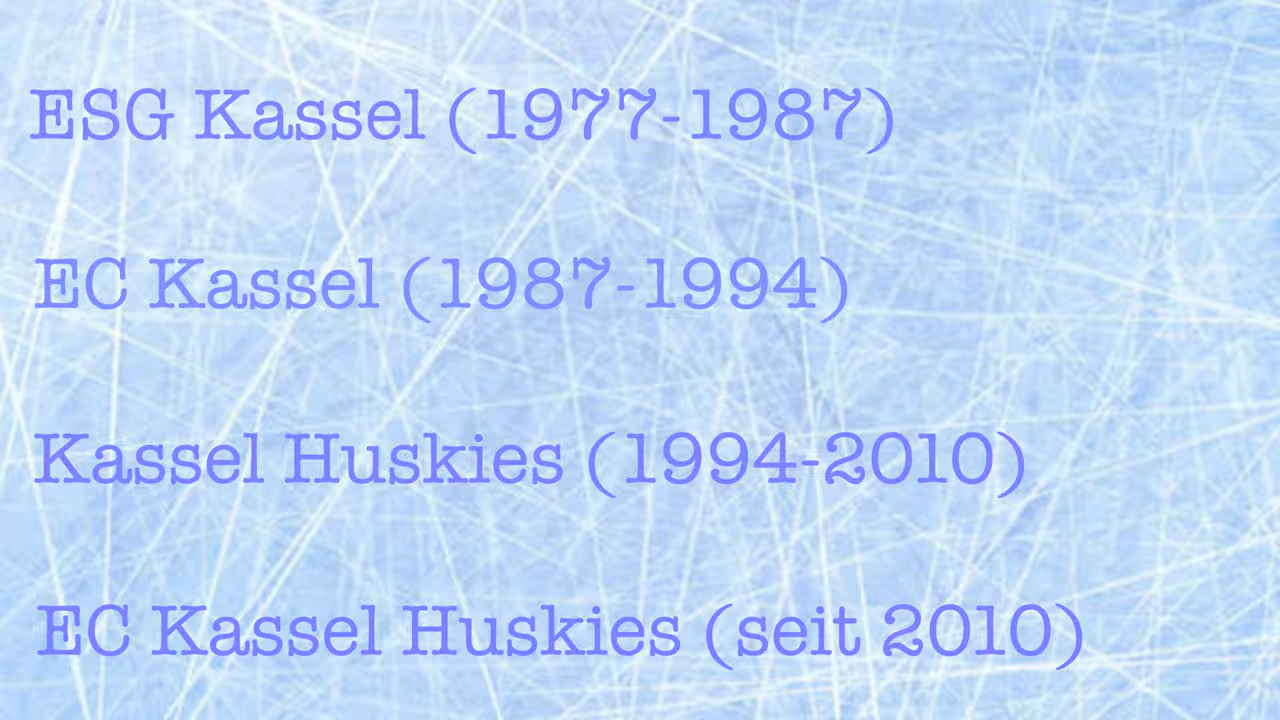 ESG Kassel (1977-1987)
EC Kassel (1987-1994)
Kassel Huskies (1994-2010)
EC Kassel Huskies (seit 2010)